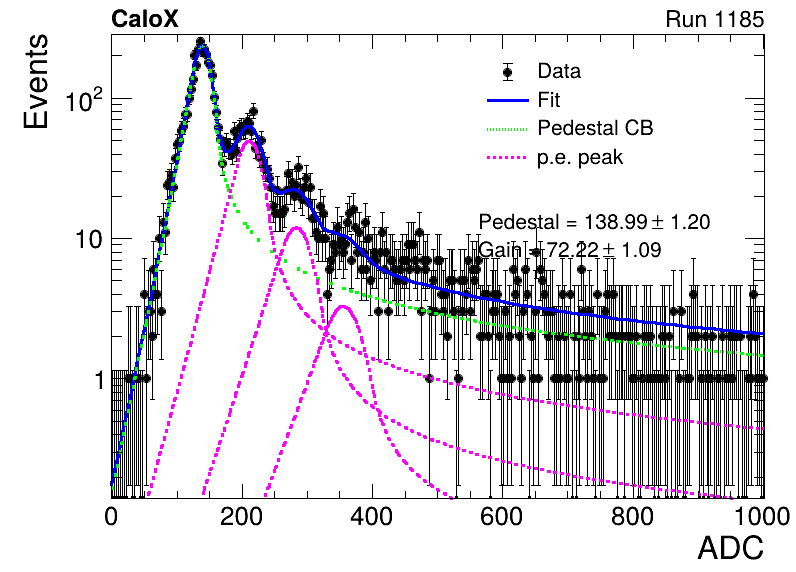 CaloX Run 1185
Events
Data
Fit
Pedestal CB
p.e. peak
Pedestal = 138.99 ± 1.20
Gain = 72.22 ± 1.09
10²
10
1
0 200 400 600 800 1000
ADC